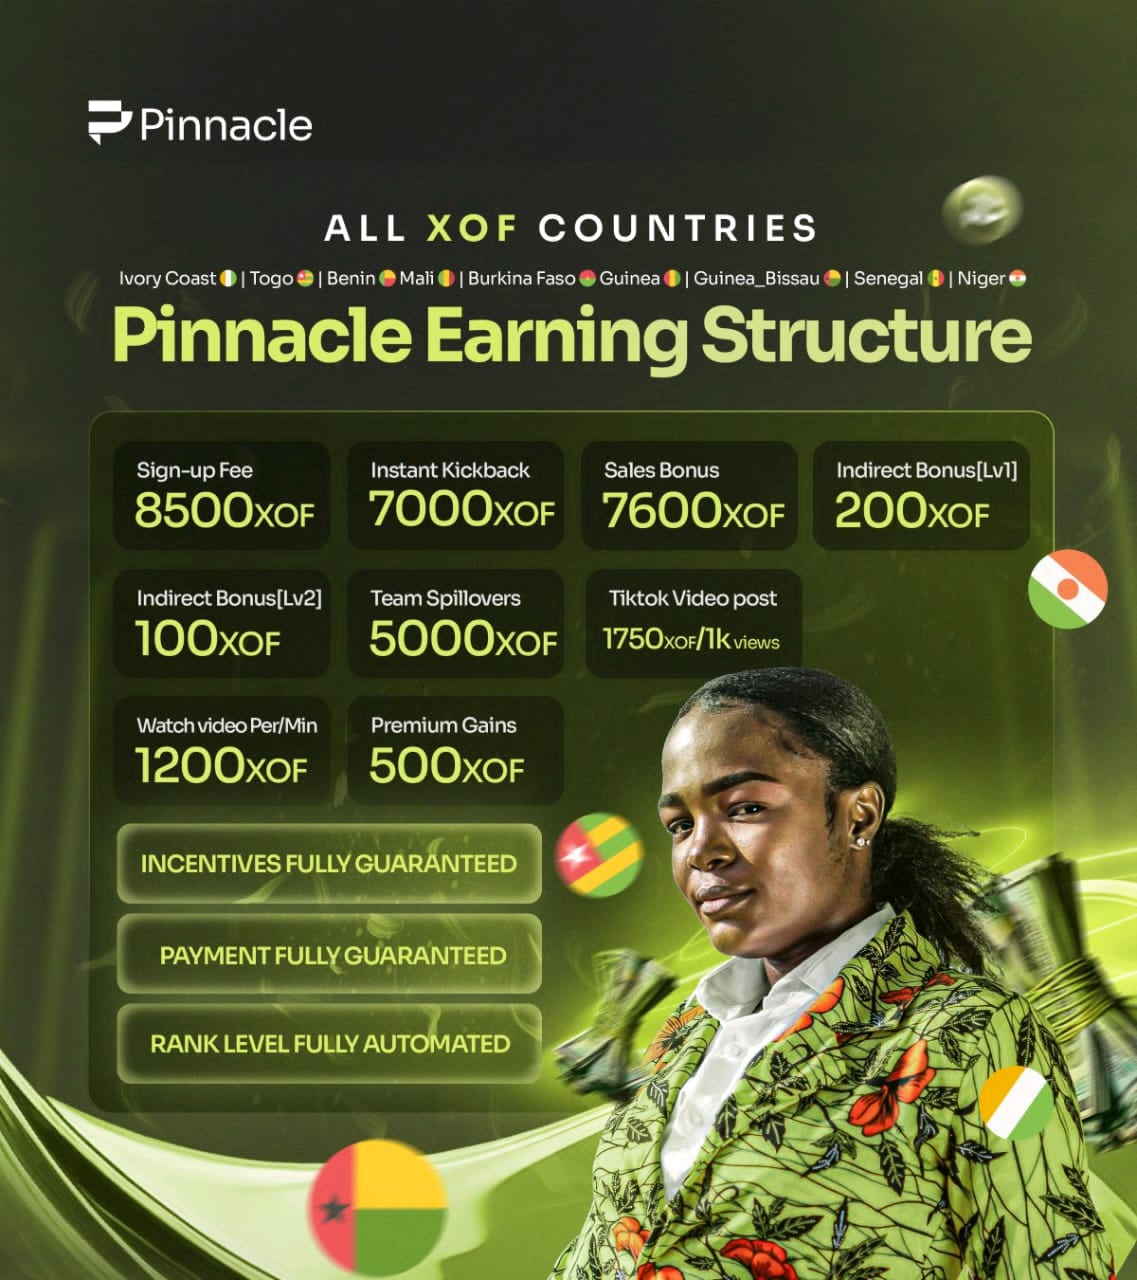 Pinnacle
ALL XOF COUNTRIES
Ivory Coast | Togo | Benin Mali | Burkina Faso Guinea | Guinea_Bissau | Senegal | Niger
Pinnacle Earning Structure
Sign-up Fee
8500XOF
Instant Kickback
7000XOF
Sales Bonus
7600XOF
Indirect Bonus[Lv1]
200XOF
Indirect Bonus[Lv2]
100XOF
Team Spillovers
5000XOF
Tiktok Video post
1750XOF/1k views
Watch video Per/Min
1200XOF
Premium Gains
500XOF
INCENTIVES FULLY GUARANTEED
PAYMENT FULLY GUARANTEED
RANK LEVEL FULLY AUTOMATED